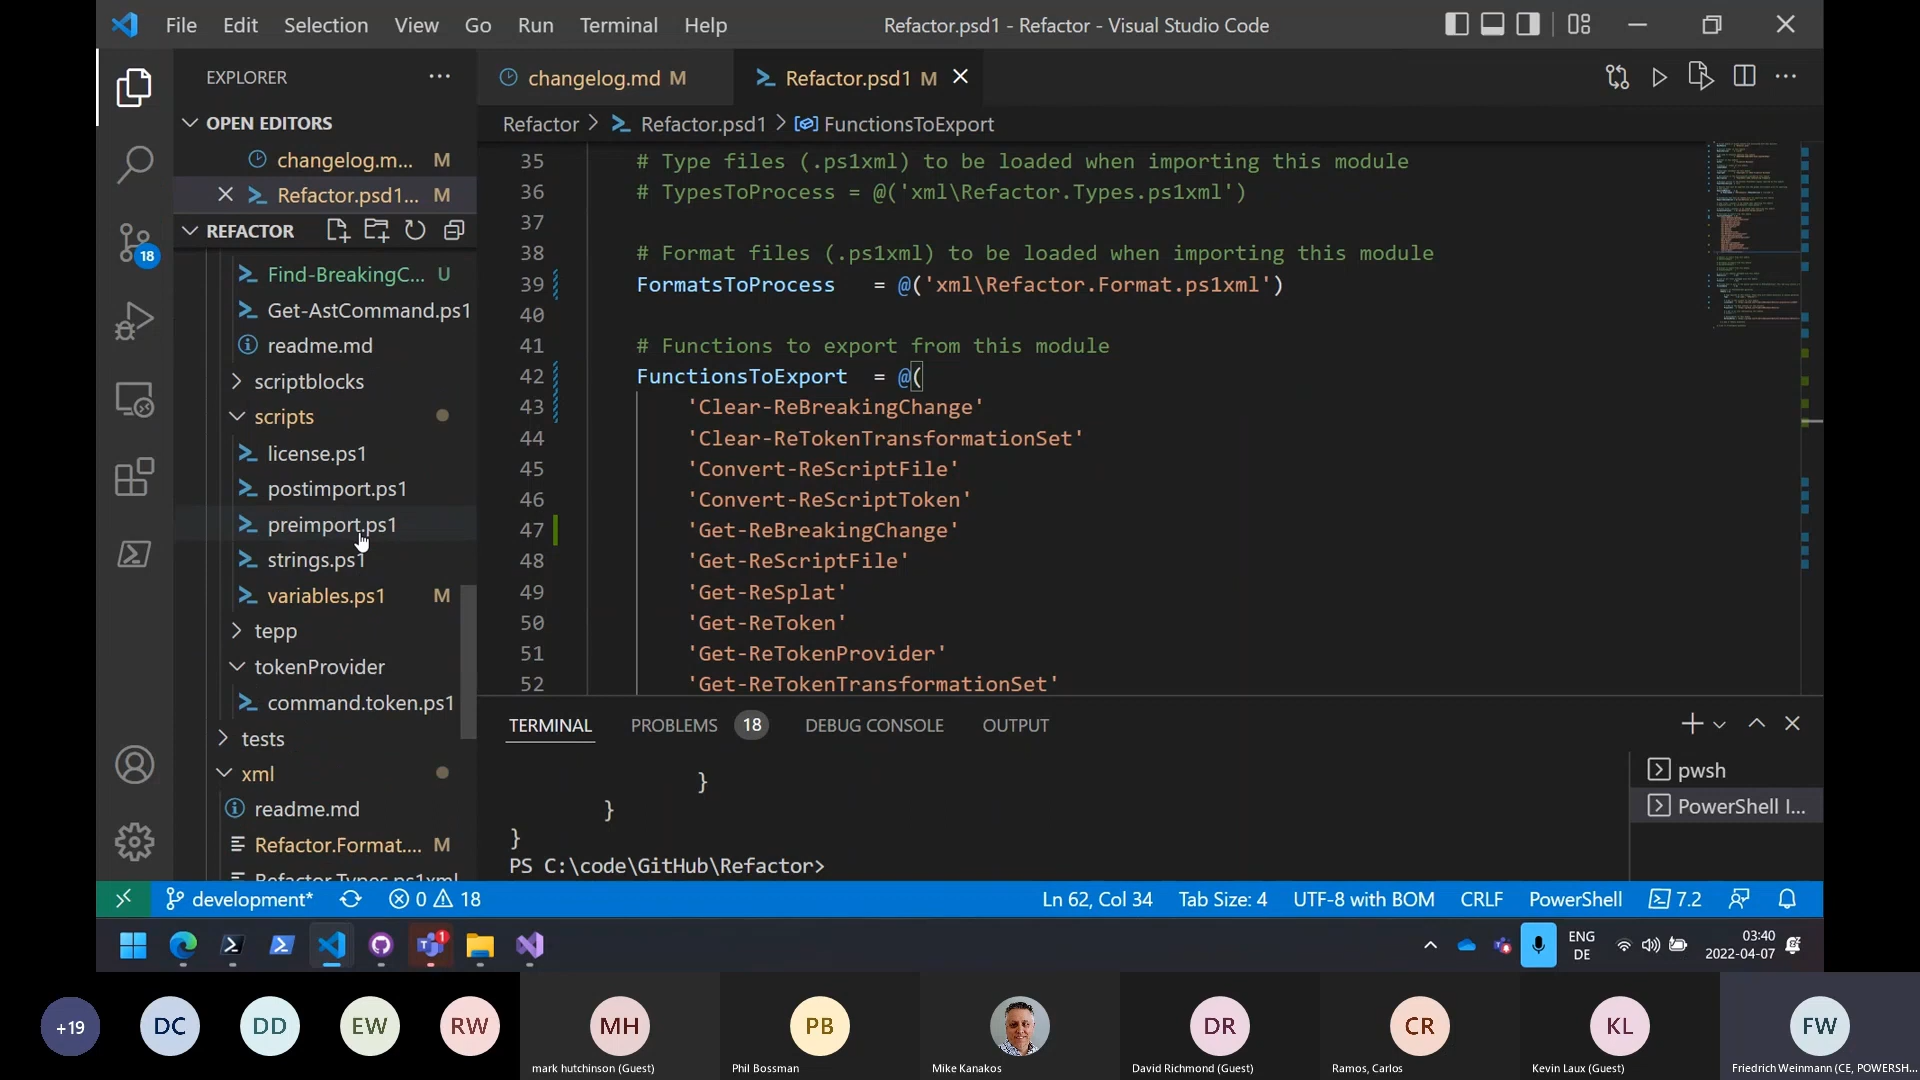 File Edit Selection View Go Run Terminal Help Refactor.psd1 - Refactor - Visual Studio Code
EXPLORER
changelog.md M
Refactor.psd1 M
OPEN EDITORS
Refactor > Refactor.psd1 > FunctionsToExport
changelog.m... M
Refactor.psd1... M
REFACTOR
18
Find-BreakingC... U
Get-AstCommand.ps1
readme.md
scriptblocks
scripts
license.ps1
postimport.ps1
preimport.ps1
strings.ps1
variables.ps1 M
tepp
tokenProvider
command.token.ps1
tests
xml
readme.md
Refactor.Format.... M
Refactor.Types.ps1xml
35 # Type files (.ps1xml) to be loaded when importing this module
36 # TypesToProcess = @('xml\Refactor.Types.ps1xml')
37
38 # Format files (.ps1xml) to be loaded when importing this module
39 FormatsToProcess = @('xml\Refactor.Format.ps1xml')
40
41 # Functions to export from this module
42 FunctionsToExport = @(
43 'Clear-ReBreakingChange'
44 'Clear-ReTokenTransformationSet'
45 'Convert-ReScriptFile'
46 'Convert-ReScriptToken'
47 'Get-ReBreakingChange'
48 'Get-ReScriptFile'
49 'Get-ReSplat'
50 'Get-ReToken'
51 'Get-ReTokenProvider'
52 'Get-ReTokenTransformationSet'
TERMINAL PROBLEMS 18 DEBUG CONSOLE OUTPUT
}
}
}
PS C:\code\GitHub\Refactor>
pwsh
PowerShell I...
development* 0 18 Ln 62, Col 34 Tab Size: 4 UTF-8 with BOM CRLF PowerShell 7.2
1
ENG
DE
03:40
2022-04-07
+19 DC DD EW RW MH PB DR CR KL FW
mark hutchinson (Guest) Phil Bossman Mike Kanakos David Richmond (Guest) Ramos, Carlos Kevin Laux (Guest) Friedrich Weinmann (CE, POWERSH...